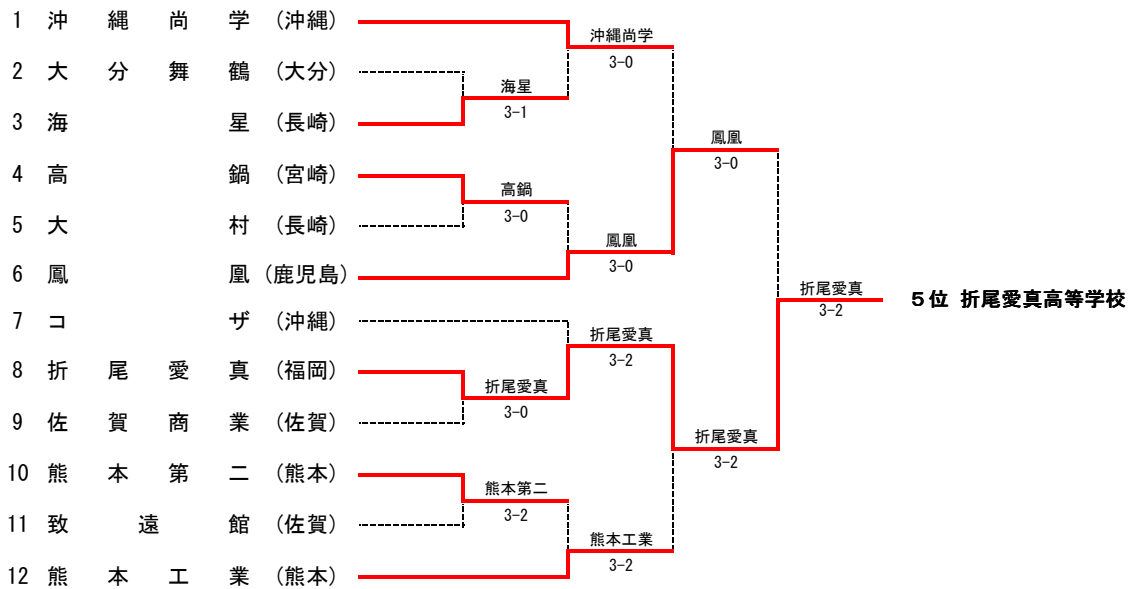 1 沖縄尚学 (沖縄)
沖縄尚学
3-0
2 大分舞鶴 (大分)
海星
3-1
3 海星 (長崎)
鳳凰
3-0
4 高鍋 (宮崎)
高鍋
3-0
5 大村 (長崎)
鳳凰
3-0
6 鳳凰 (鹿児島)
折尾愛真
3-2
5位 折尾愛真高等学校
7 コザ (沖縄)
折尾愛真
3-2
8 折尾愛真 (福岡)
折尾愛真
3-0
9 佐賀商業 (佐賀)
折尾愛真
3-2
10 熊本第二 (熊本)
熊本第二
3-2
11 致遠館 (佐賀)
熊本工業
3-2
12 熊本工業 (熊本)